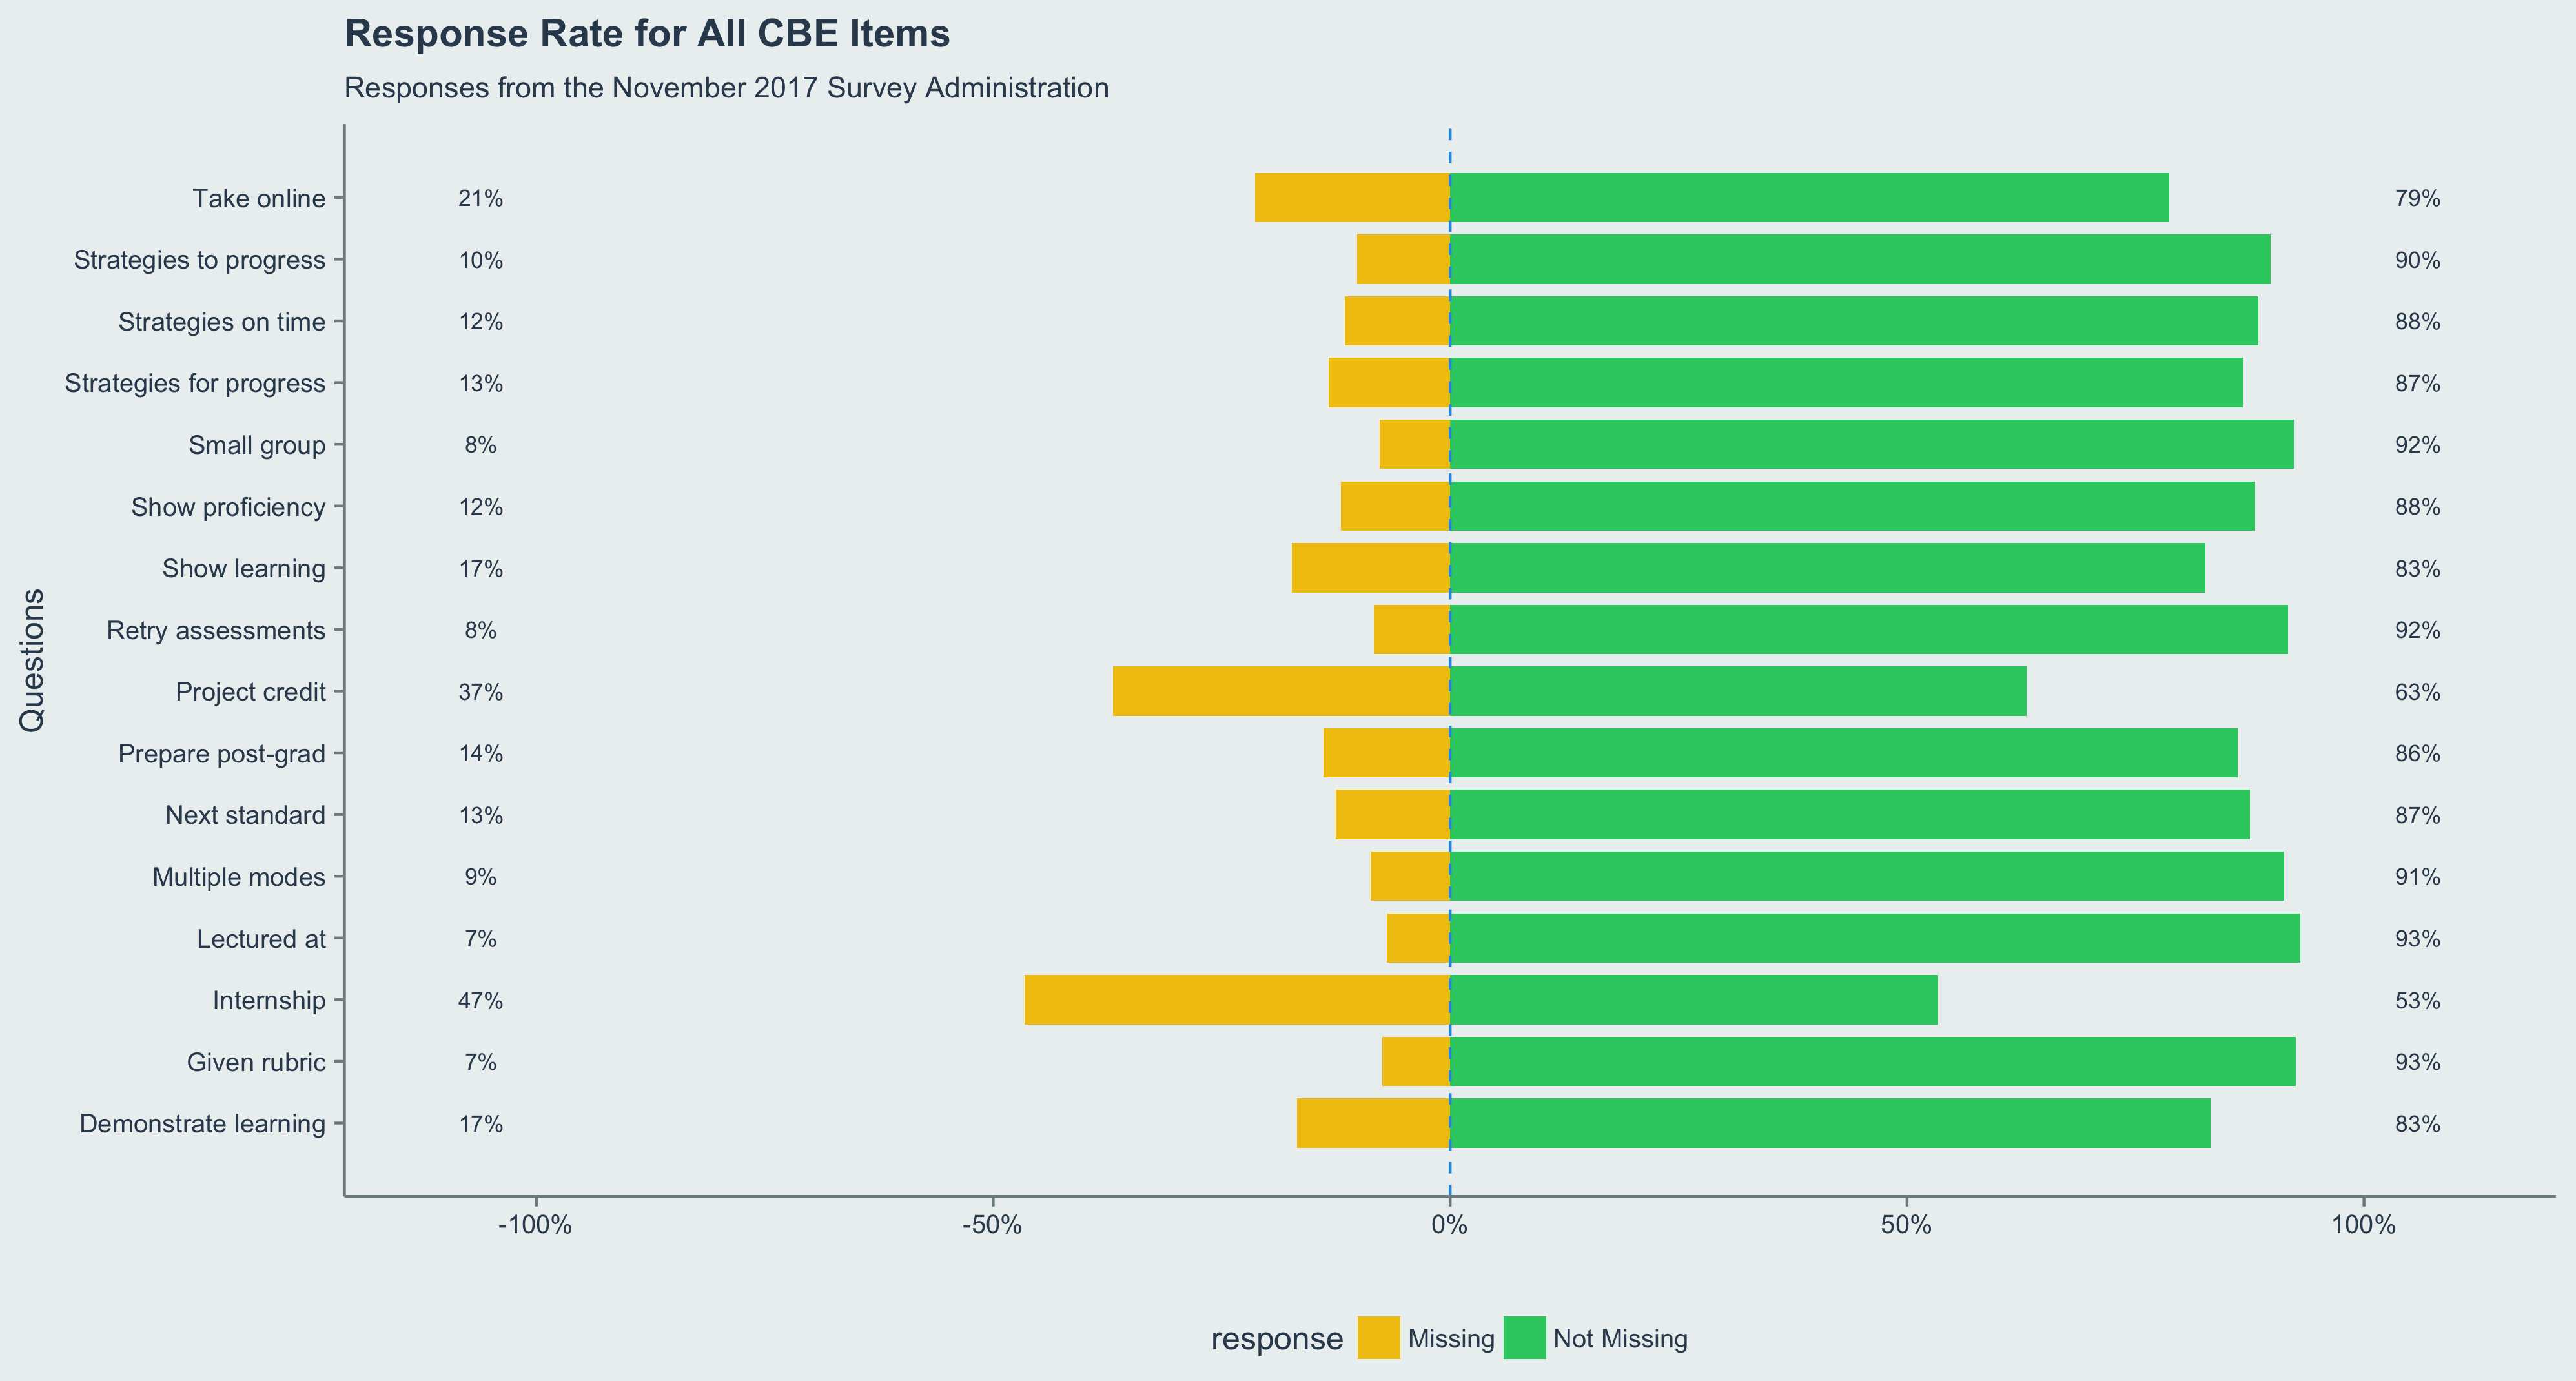 Response Rate for All CBE Items
Responses from the November 2017 Survey Administration
Questions
Take online 21% 79%
Strategies to progress 10% 90%
Strategies on time 12% 88%
Strategies for progress 13% 87%
Small group 8% 92%
Show proficiency 12% 88%
Show learning 17% 83%
Retry assessments 8% 92%
Project credit 37% 63%
Prepare post-grad 14% 86%
Next standard 13% 87%
Multiple modes 9% 91%
Lectured at 7% 93%
Internship 47% 53%
Given rubric 7% 93%
Demonstrate learning 17% 83%
-100% -50% 0% 50% 100%
response Missing Not Missing